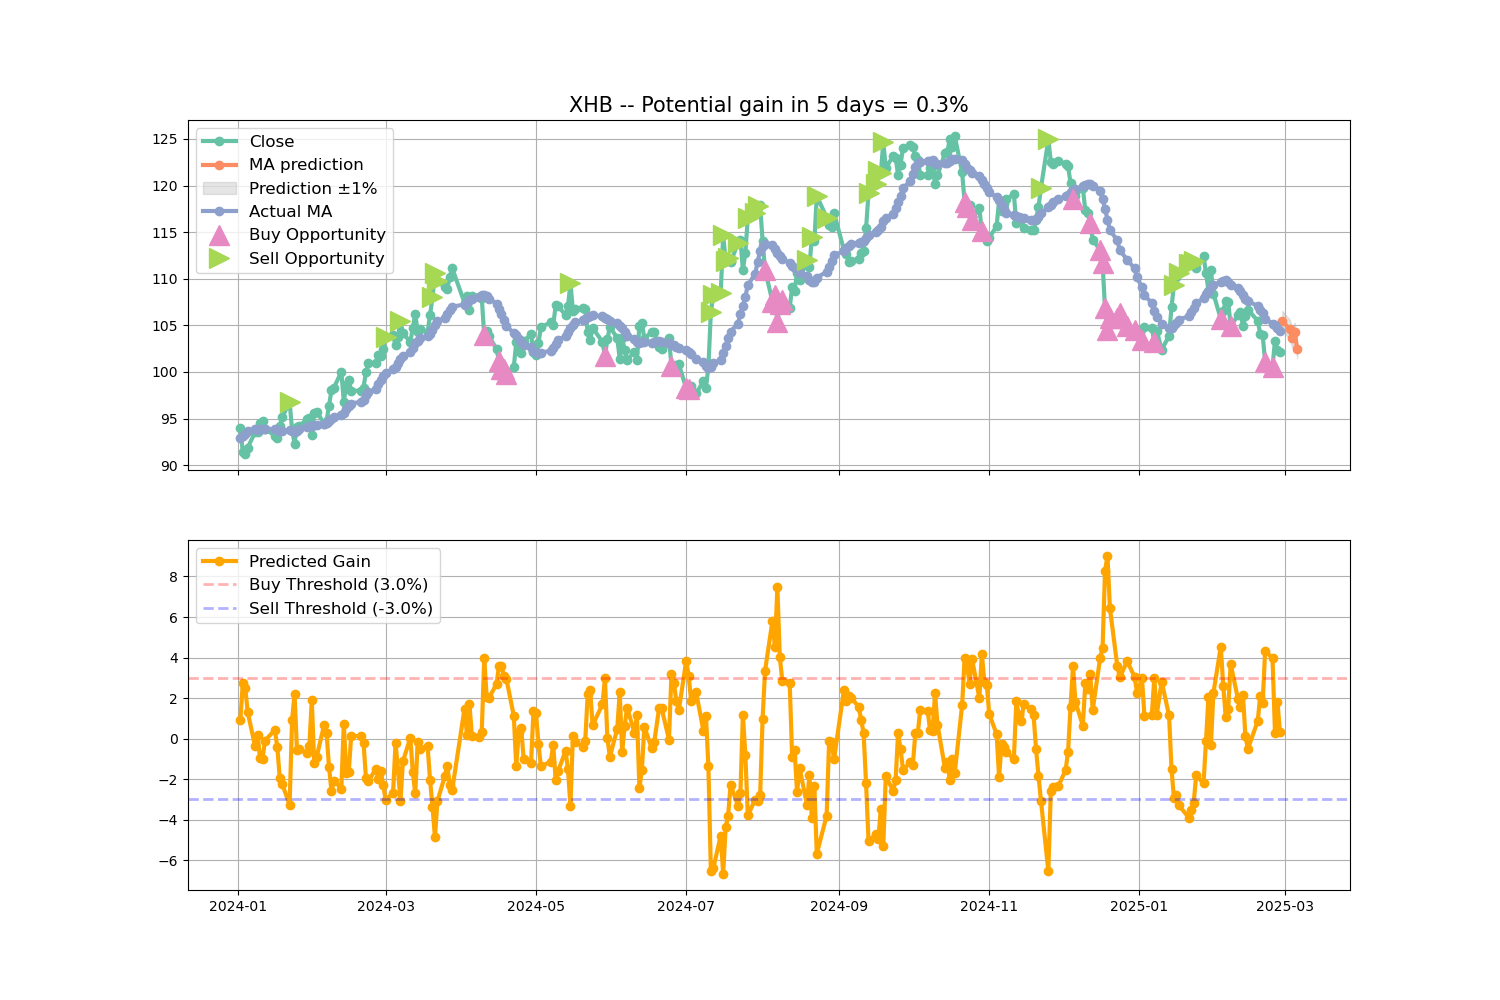 XHB -- Potential gain in 5 days = 0.3%
Close
MA prediction
Prediction ±1%
Actual MA
Buy Opportunity
Sell Opportunity
125
120
115
110
105
100
95
90
Predicted Gain
Buy Threshold (3.0%)
Sell Threshold (-3.0%)
8
6
4
2
0
−2
−4
−6
2024-01 2024-03 2024-05 2024-07 2024-09 2024-11 2025-01 2025-03